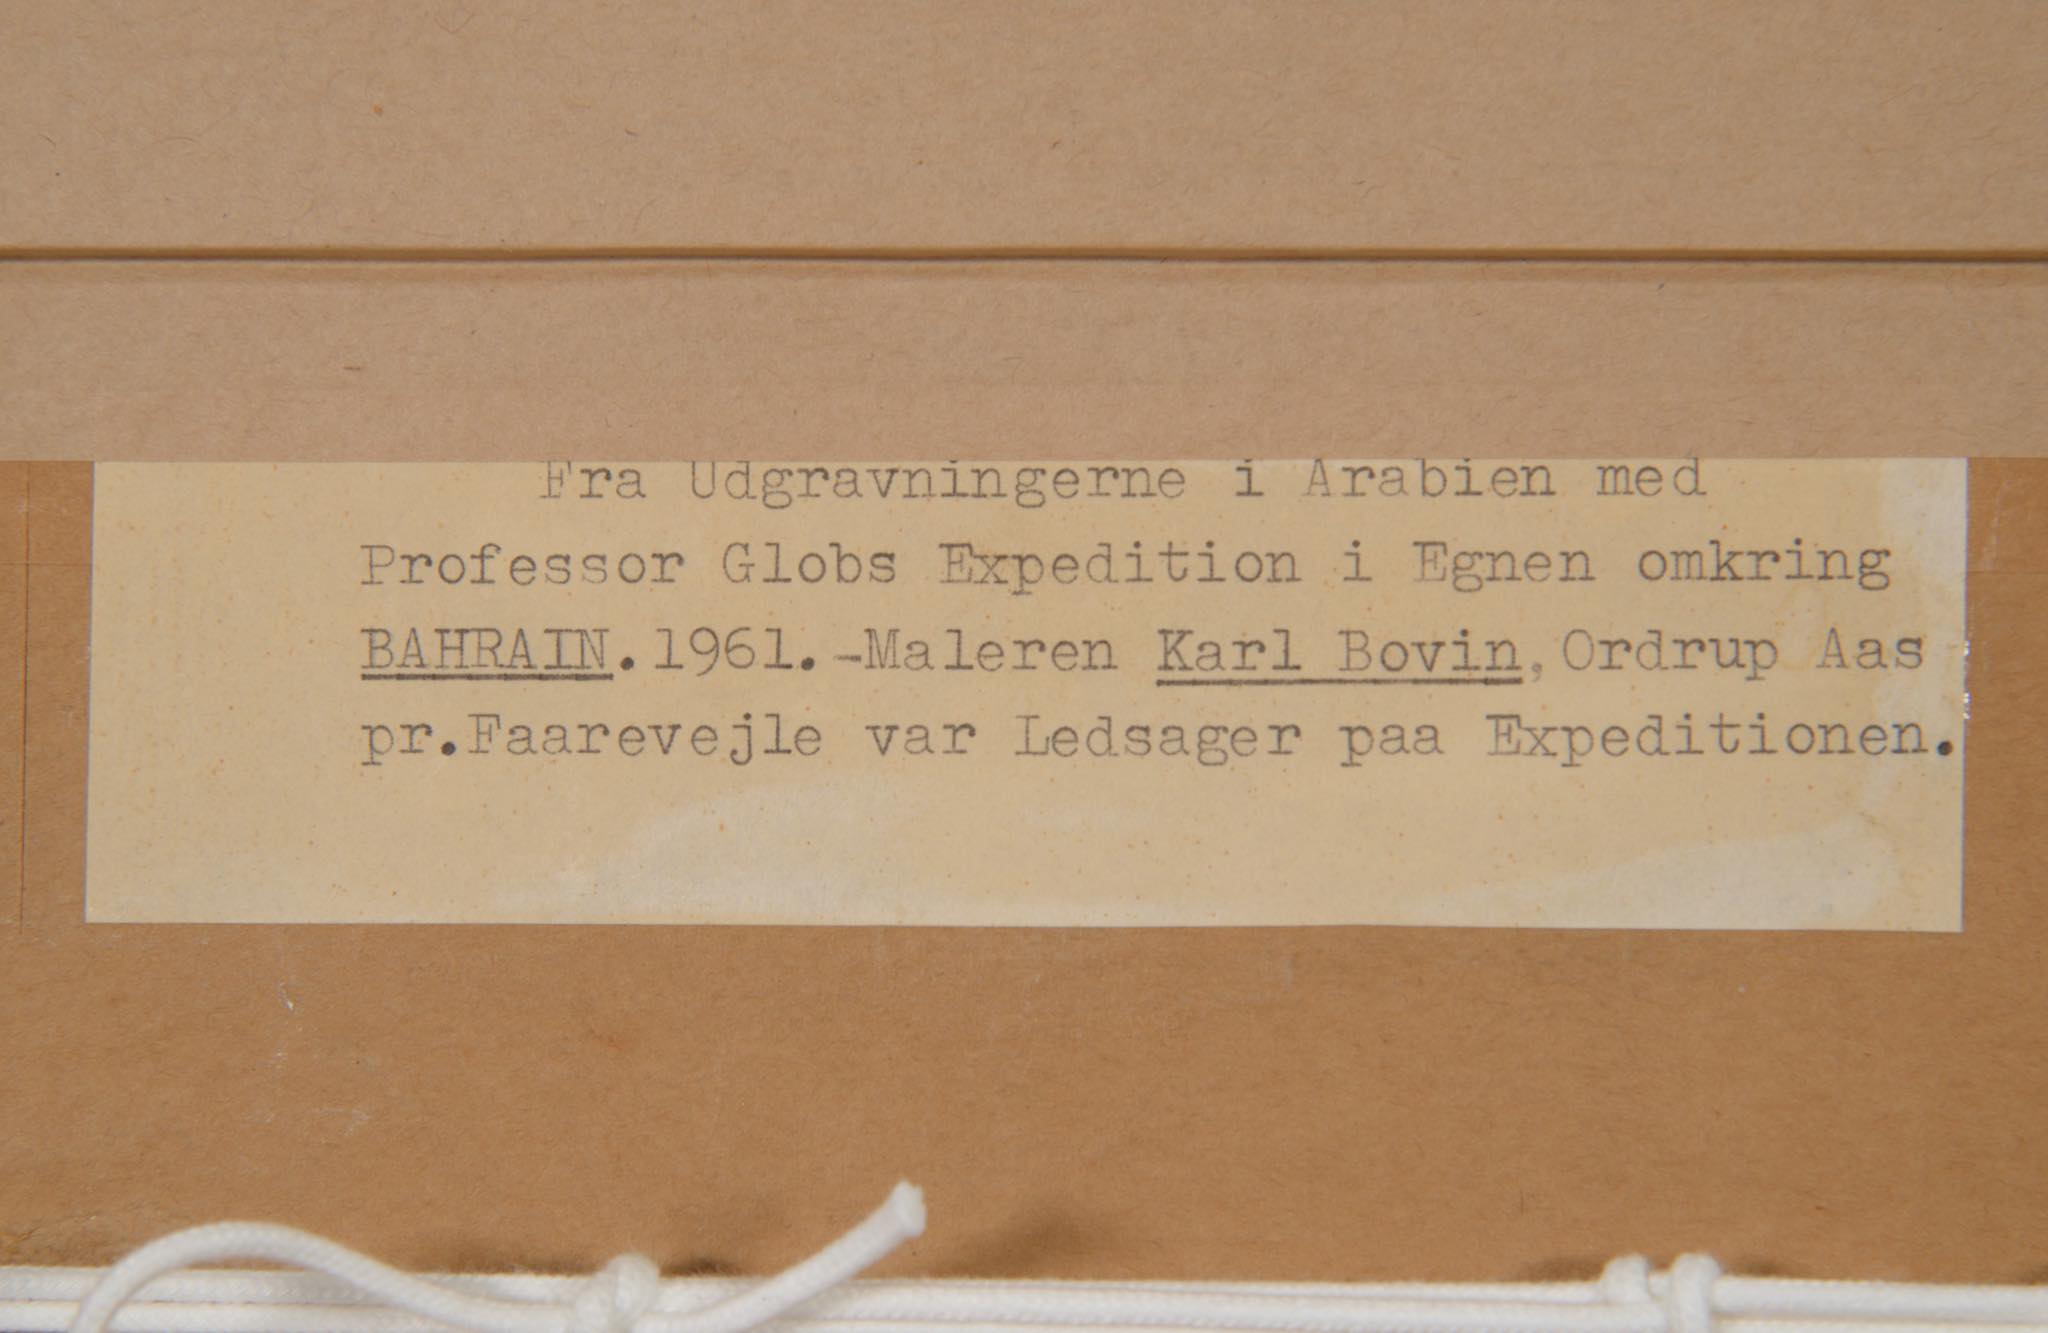 Fra Udgravningerne i Arabien med
Professor Globs Expedition i Egnen omkring
BAHRAIN.1961.-Maleren Karl Bovin,Ordrup Aas
pr.Faarevejle var Ledsager paa Expeditionen.